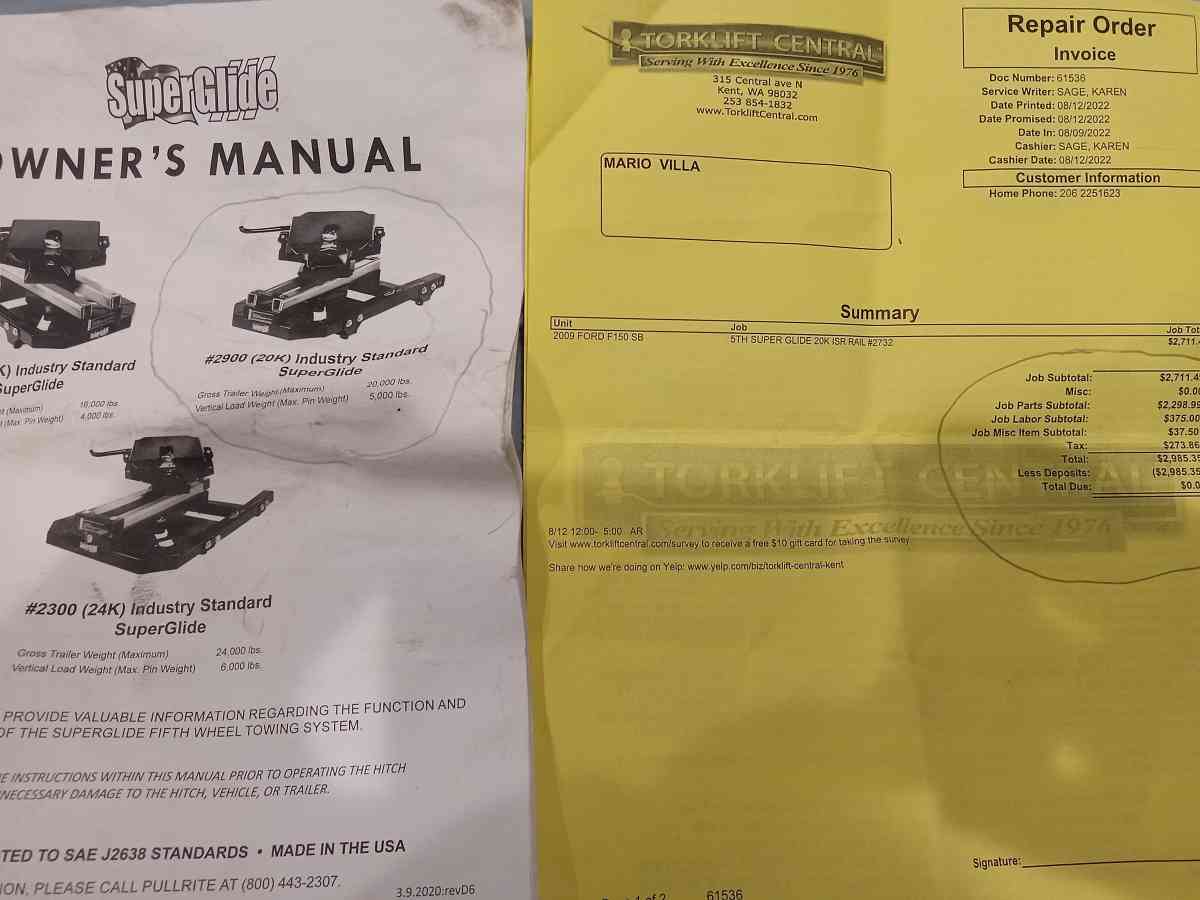 SuperGlide
OWNER'S MANUAL
K) Industry Standard
SuperGlide
(Maximum) 16,000 lbs.
(Max. Pin Weight) 4,000 lbs.
#2900 (20K) Industry Standard
SuperGlide
Gross Trailer Weight (Maximum) 20,000 lbs.
Vertical Load Weight (Max. Pin Weight) 5,000 lbs.
#2300 (24K) Industry Standard
SuperGlide
Gross Trailer Weight (Maximum) 24,000 lbs.
Vertical Load Weight (Max. Pin Weight) 6,000 lbs.
PROVIDE VALUABLE INFORMATION REGARDING THE FUNCTION AND
OF THE SUPERGLIDE FIFTH WHEEL TOWING SYSTEM.
INSTRUCTIONS WITHIN THIS MANUAL PRIOR TO OPERATING THE HITCH
NECESSARY DAMAGE TO THE HITCH, VEHICLE, OR TRAILER.
TED TO SAE J2638 STANDARDS • MADE IN THE USA
ION, PLEASE CALL PULLRITE AT (800) 443-2307.
3.9.2020:revD6
TORKLIFT CENTRAL
Serving With Excellence Since 1976
315 Central ave N
Kent, WA 98032
253 854-1832
www.TorkliftCentral.com
Repair Order
Invoice
Doc Number: 61536
Service Writer: SAGE, KAREN
Date Printed: 08/12/2022
Date Promised: 08/12/2022
Date In: 08/09/2022
Cashier: SAGE, KAREN
Cashier Date: 08/12/2022
Customer Information
Home Phone: 206 2251623
MARIO VILLA
Summary
Unit Job Job Tot
2009 FORD F150 SB 5TH SUPER GLIDE 20K ISR RAIL #2732 $2,711.4
Job Subtotal: $2,711.49
Misc: $0.00
Job Parts Subtotal: $2,298.99
Job Labor Subtotal: $375.00
Job Misc Item Subtotal: $37.50
Tax: $273.86
Total: $2,985.35
Less Deposits: ($2,985.35
Total Due: $0.0
TORKLIFT CENTRAL
Serving With Excellence Since 1976
8/12 12:00- 5:00 AR
Visit www.torkliftcentral.com/survey to receive a free $10 gift card for taking the survey
Share how we're doing on Yelp: www.yelp.com/biz/torklift-central-kent
Signature:
1 of 2 61536